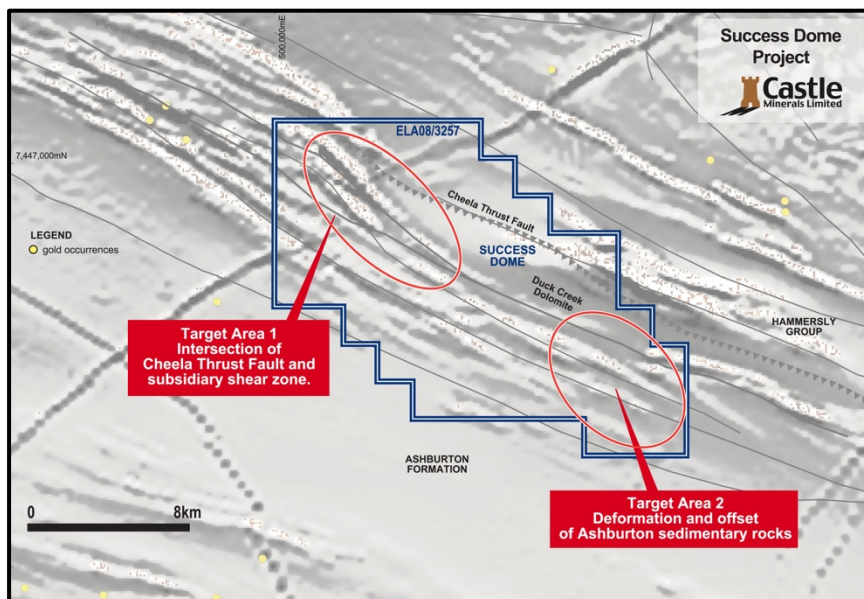 500,000mE
Success Dome
Project
Castle
Minerals Limited
ELA08/3257
7,447,000mN
Cheela Thrust Fault
LEGEND
gold occurrences
SUCCESS
DOME
Duck Creek
Dolomite
HAMMERSLY
GROUP
Target Area 1
Intersection of
Cheela Thrust Fault and
subsidiary shear zone.
ASHBURTON
FORMATION
Target Area 2
Deformation and offset
of Ashburton sedimentary rocks
0 8km